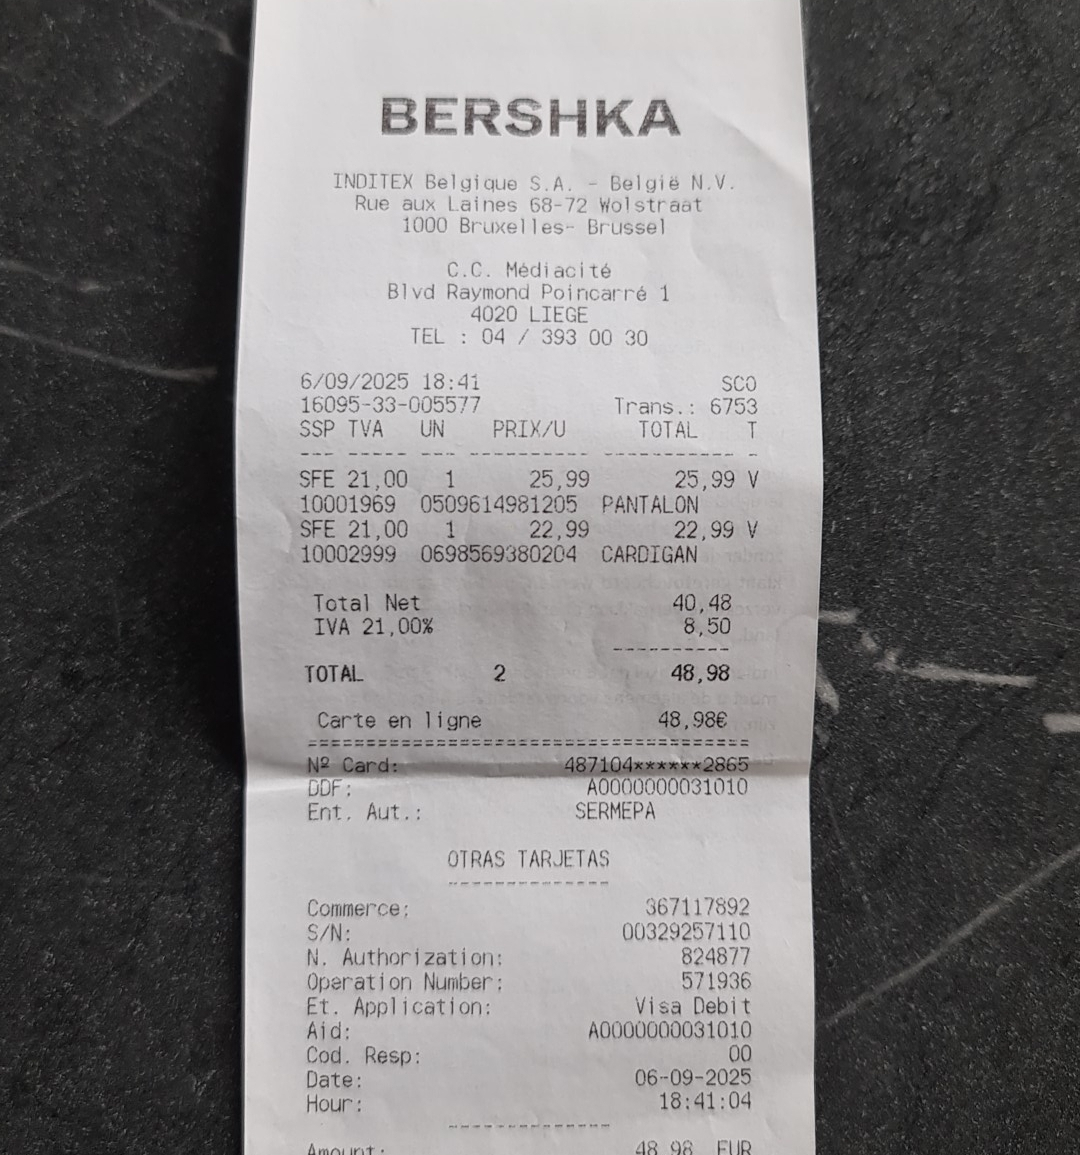 BERSHKA
INDITEX Belgique S.A. - België N.V.
Rue aux Laines 68-72 Wolstraat
1000 Bruxelles- Brussel
C.C. Médiacité
Blvd Raymond Poincarré 1
4020 LIEGE
TEL : 04 / 393 00 30
6/09/2025 18:41 SCO
16095-33-005577 Trans.: 6753
SSP TVA UN PRIX/U TOTAL T
--- ----- --- ---------- ----------- -
SFE 21,00 1 25,99 25,99 V
10001969 0509614981205 PANTALON
SFE 21,00 1 22,99 22,99 V
10002999 0698569380204 CARDIGAN
Total Net 40,48
IVA 21,00% 8,50
----------
TOTAL 2 48,98
Carte en ligne 48,98€
======================================
Nº Card: 487104******2865
DDF: A0000000031010
Ent. Aut.: SERMEPA
OTRAS TARJETAS
--------------
Commerce: 367117892
S/N: 00329257110
N. Authorization: 824877
Operation Number: 571936
Et. Application: Visa Debit
Aid: A0000000031010
Cod. Resp: 00
Date: 06-09-2025
Hour: 18:41:04
--------------
Amount: 48,98 EUR